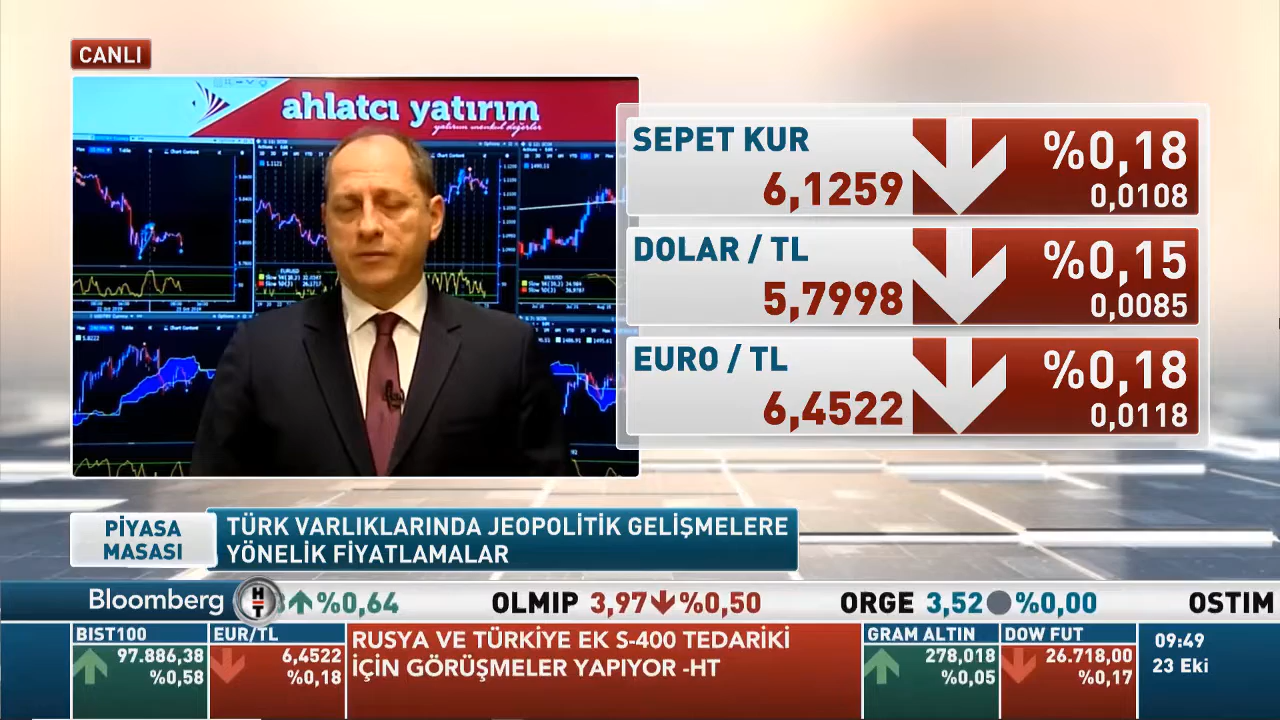 CANLI
ahlatcı yatırım
yatırım menkul değerler
SEPET KUR
6,1259
%0,18
0,0108
DOLAR / TL
5,7998
%0,15
0,0085
EURO / TL
6,4522
%0,18
0,0118
PİYASA
MASASI
TÜRK VARLIKLARINDA JEOPOLİTİK GELİŞMELERE
YÖNELİK FİYATLAMALAR
Bloomberg HT %0,64 OLMIP 3,97 %0,50 ORGE 3,52 %0,00 OSTIM
BIST100
97.886,38
%0,58
EUR/TL
6,4522
%0,18
RUSYA VE TÜRKİYE EK S-400 TEDARİKİ
İÇİN GÖRÜŞMELER YAPIYOR -HT
GRAM ALTIN
278,018
%0,05
DOW FUT
26.718,00
%0,17
09:49
23 Eki